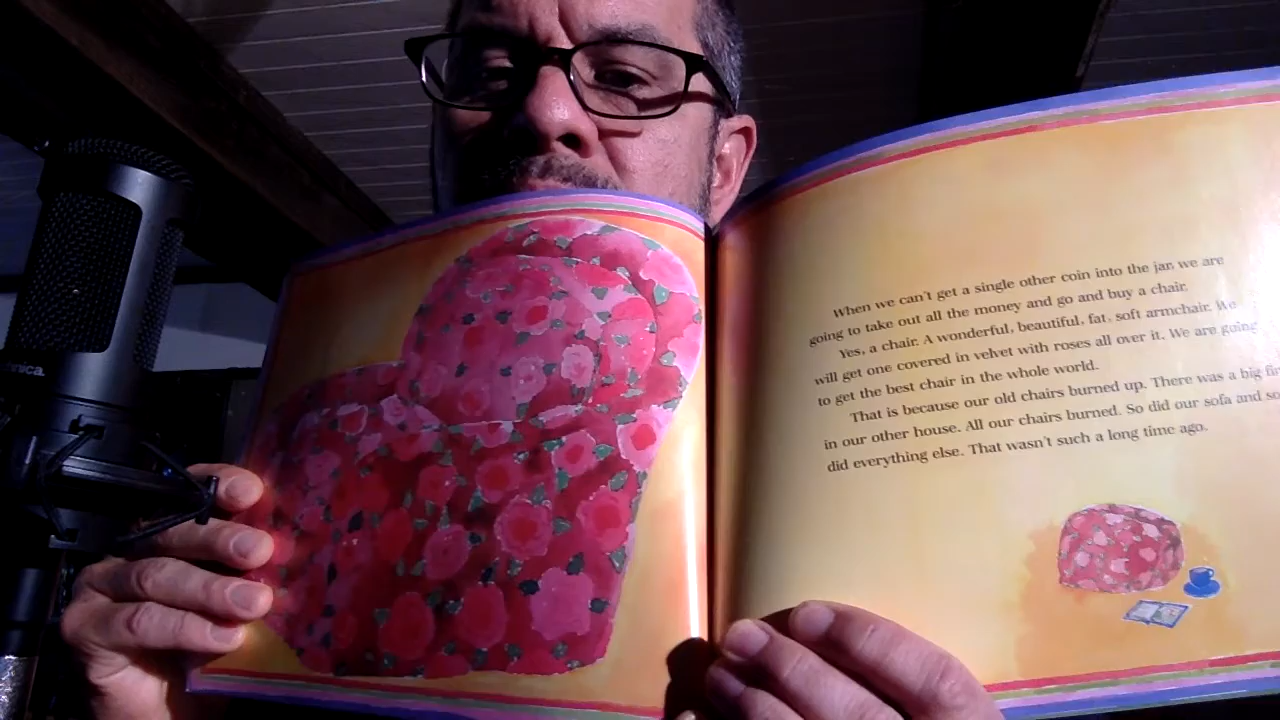 hnica.
When we can't get a single other coin into the jar, we are
going to take out all the money and go and buy a chair.
Yes, a chair. A wonderful, beautiful, fat, soft armchair. We
will get one covered in velvet with roses all over it. We are going
to get the best chair in the whole world.
That is because our old chairs burned up. There was a big fir
in our other house. All our chairs burned. So did our sofa and so
did everything else. That wasn't such a long time ago.